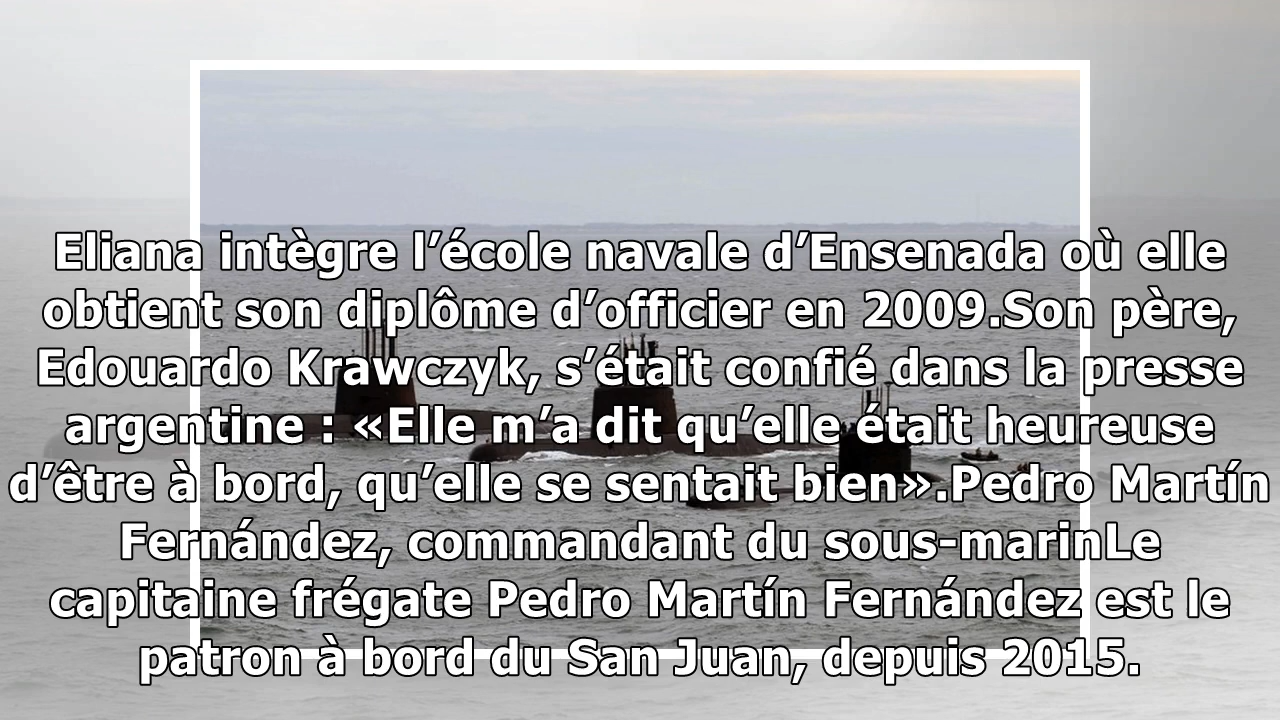 Eliana intègre l’école navale d’Ensenada où elle
obtient son diplôme d’officier en 2009.Son père,
Edouardo Krawczyk, s’était confié dans la presse
argentine : «Elle m’a dit qu’elle était heureuse
d’être à bord, qu’elle se sentait bien».Pedro Martín
Fernández, commandant du sous-marinLe
capitaine frégate Pedro Martín Fernández est le
patron à bord du San Juan, depuis 2015.